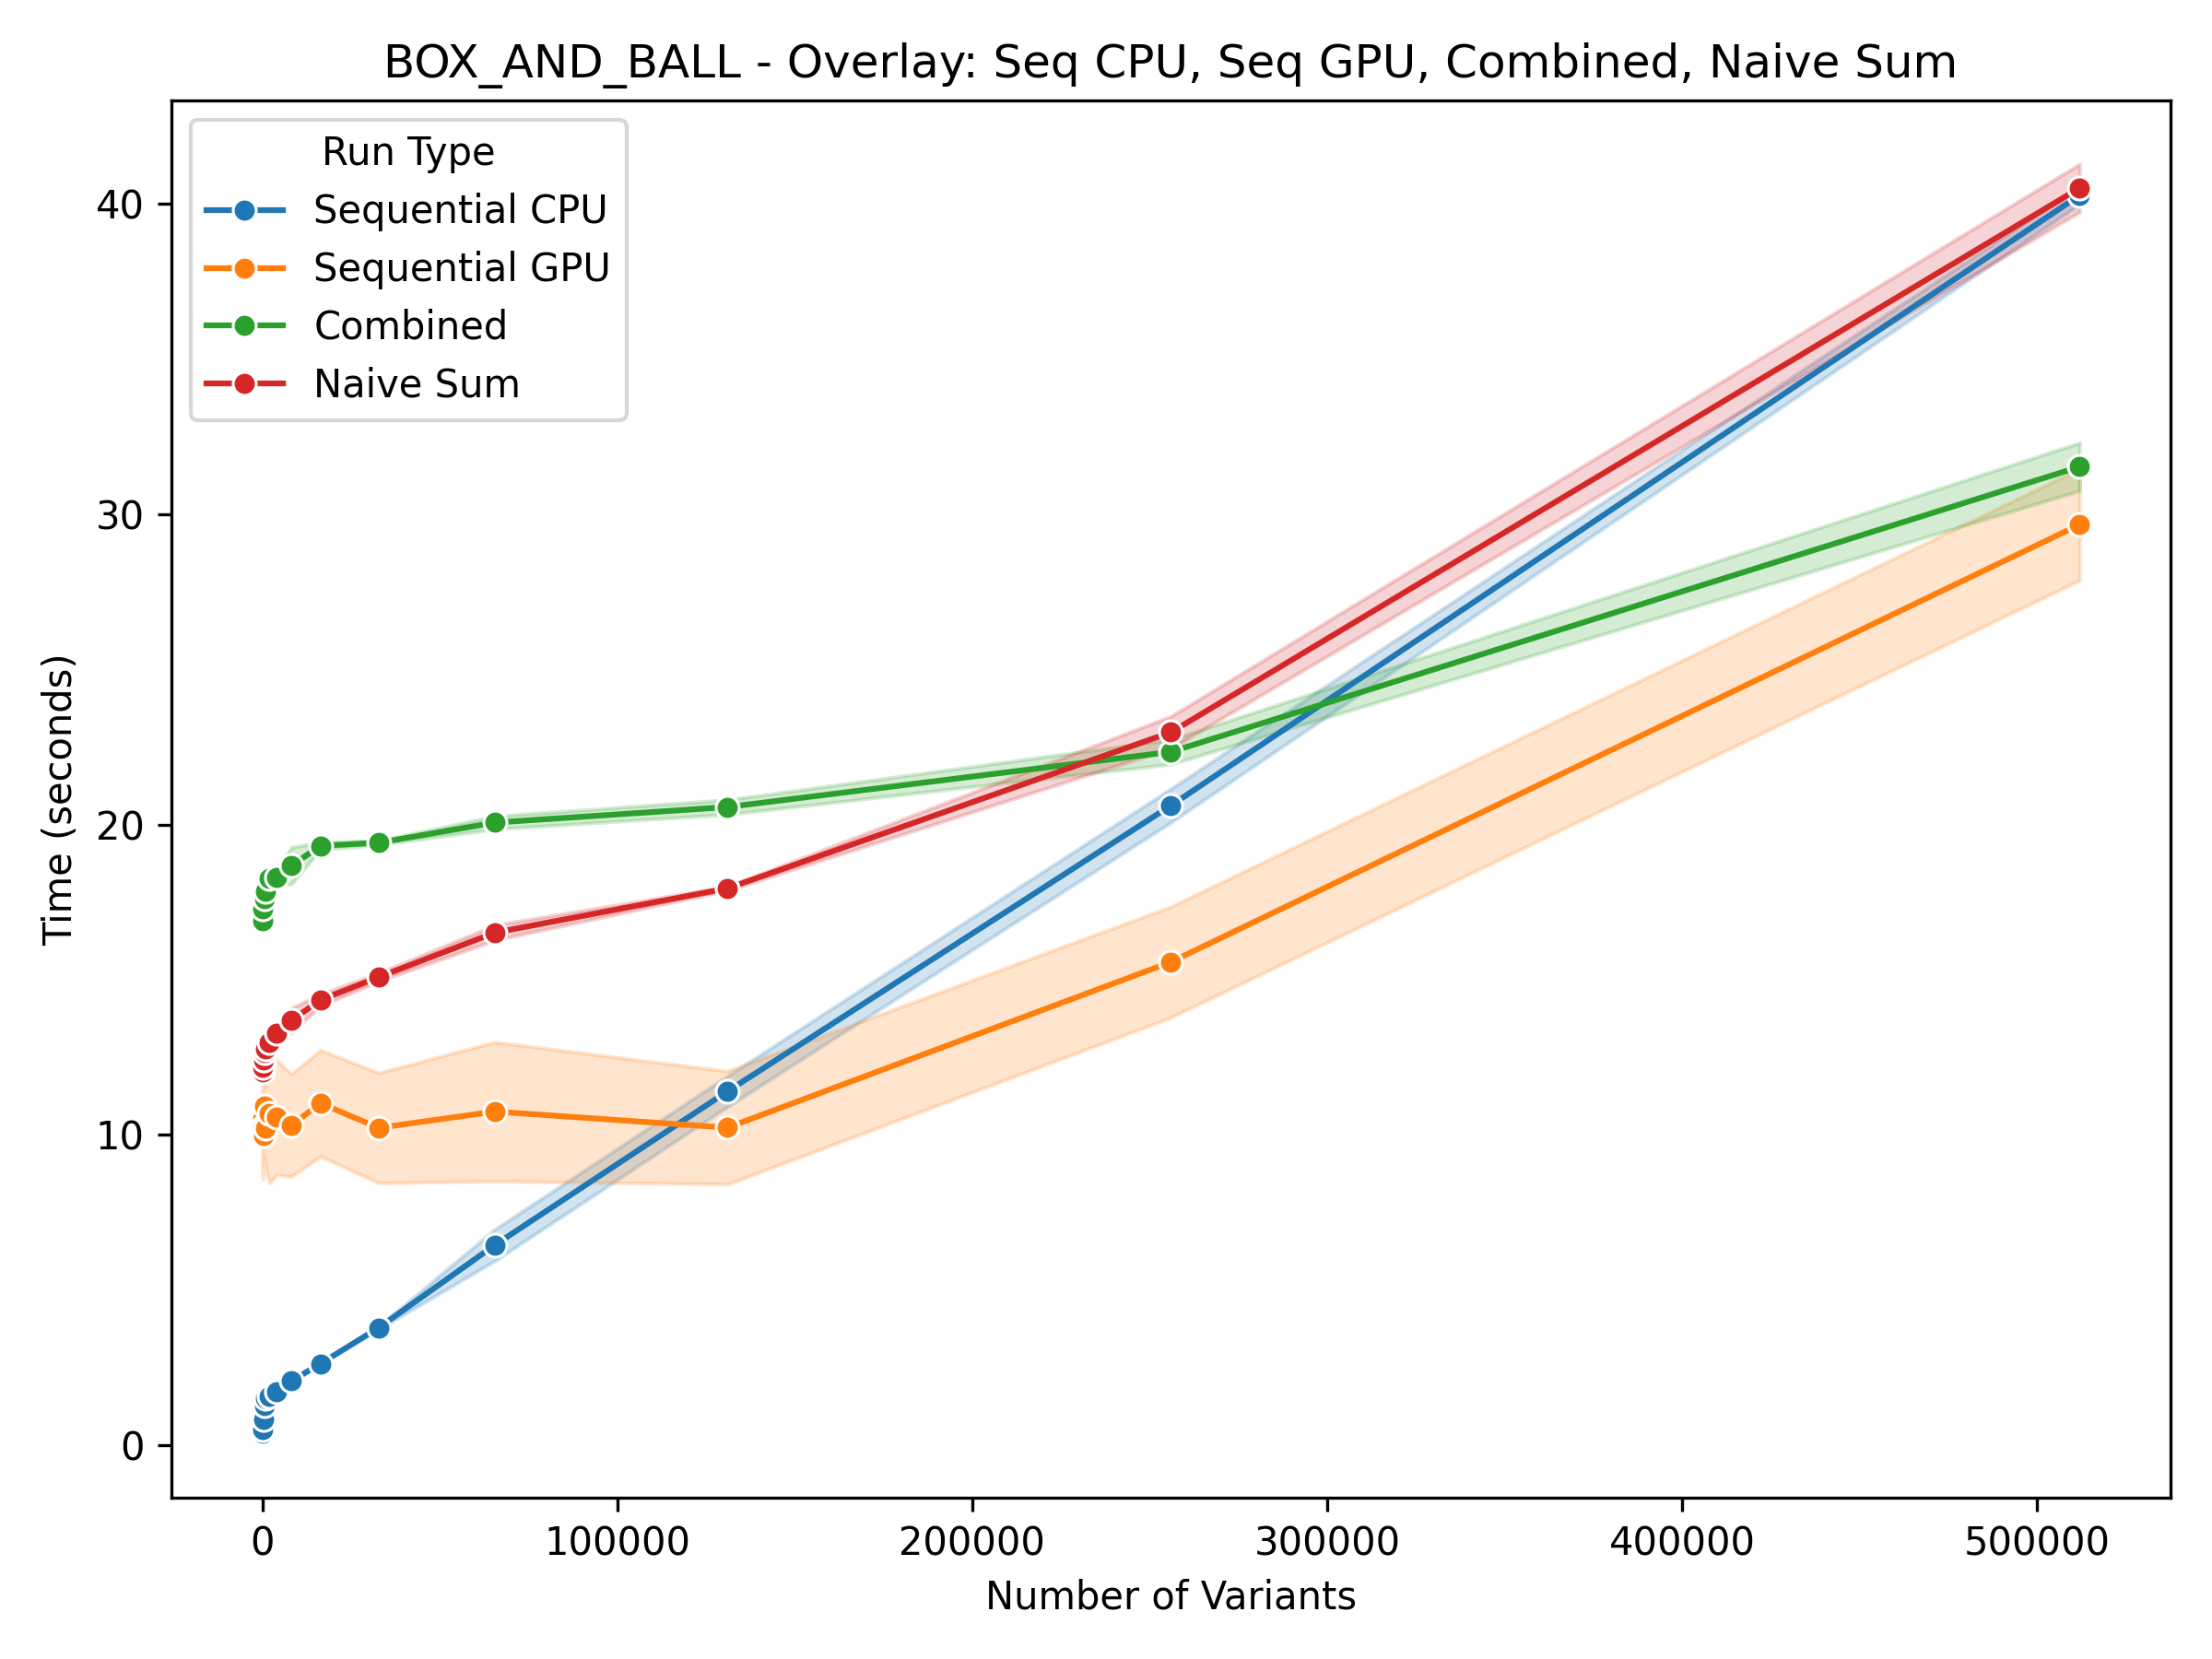 BOX_AND_BALL - Overlay: Seq CPU, Seq GPU, Combined, Naive Sum
Run Type
Sequential CPU
Sequential GPU
Combined
Naive Sum
Time (seconds)
40
30
20
10
0
0 100000 200000 300000 400000 500000
Number of Variants